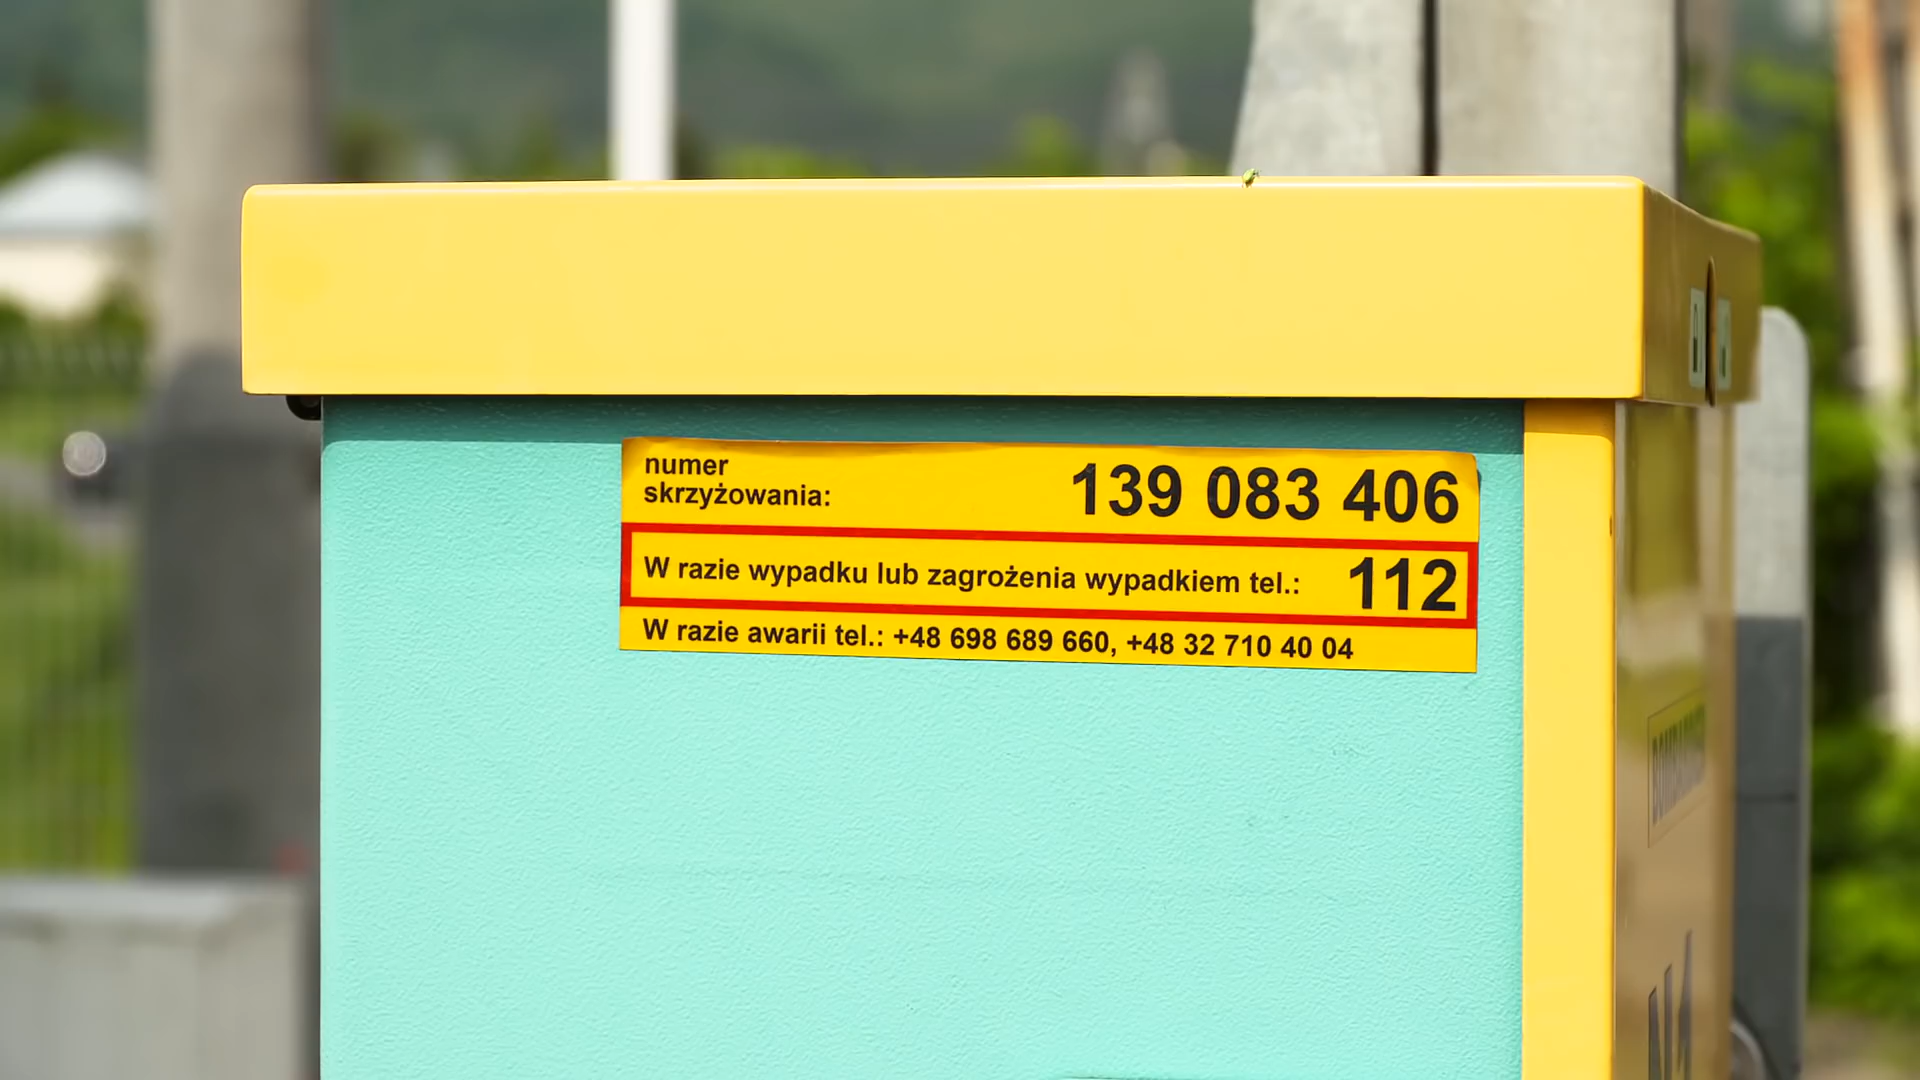 numer
skrzyżowania:
139 083 406
W razie wypadku lub zagrożenia wypadkiem tel.: 112
W razie awarii tel.: +48 698 689 660, +48 32 710 40 04
N1